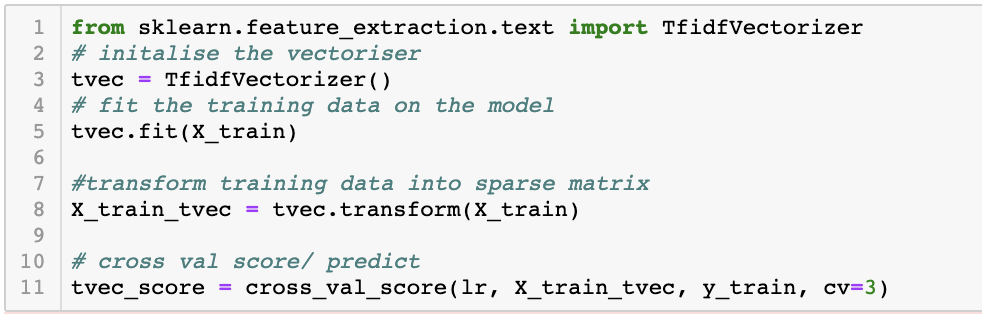 1 from sklearn.feature_extraction.text import TfidfVectorizer
2 # initalise the vectoriser
3 tvec = TfidfVectorizer()
4 # fit the training data on the model
5 tvec.fit(X_train)
6
7 #transform training data into sparse matrix
8 X_train_tvec = tvec.transform(X_train)
9
10 # cross val score/ predict
11 tvec_score = cross_val_score(lr, X_train_tvec, y_train, cv=3)